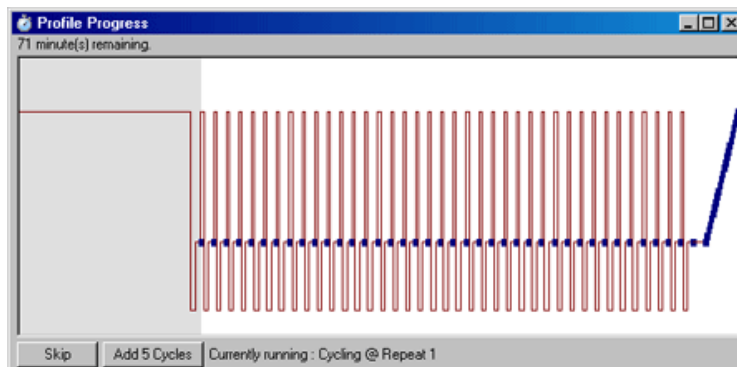 Profile Progress
71 minute(s) remaining.
Skip Add 5 Cycles Currently running : Cycling @ Repeat 1